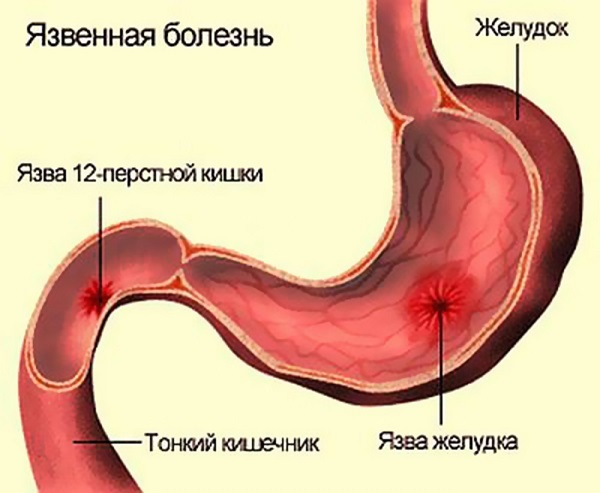 Язвенная болезнь
Желудок
Язва 12-перстной кишки
Тонкий кишечник
Язва желудка